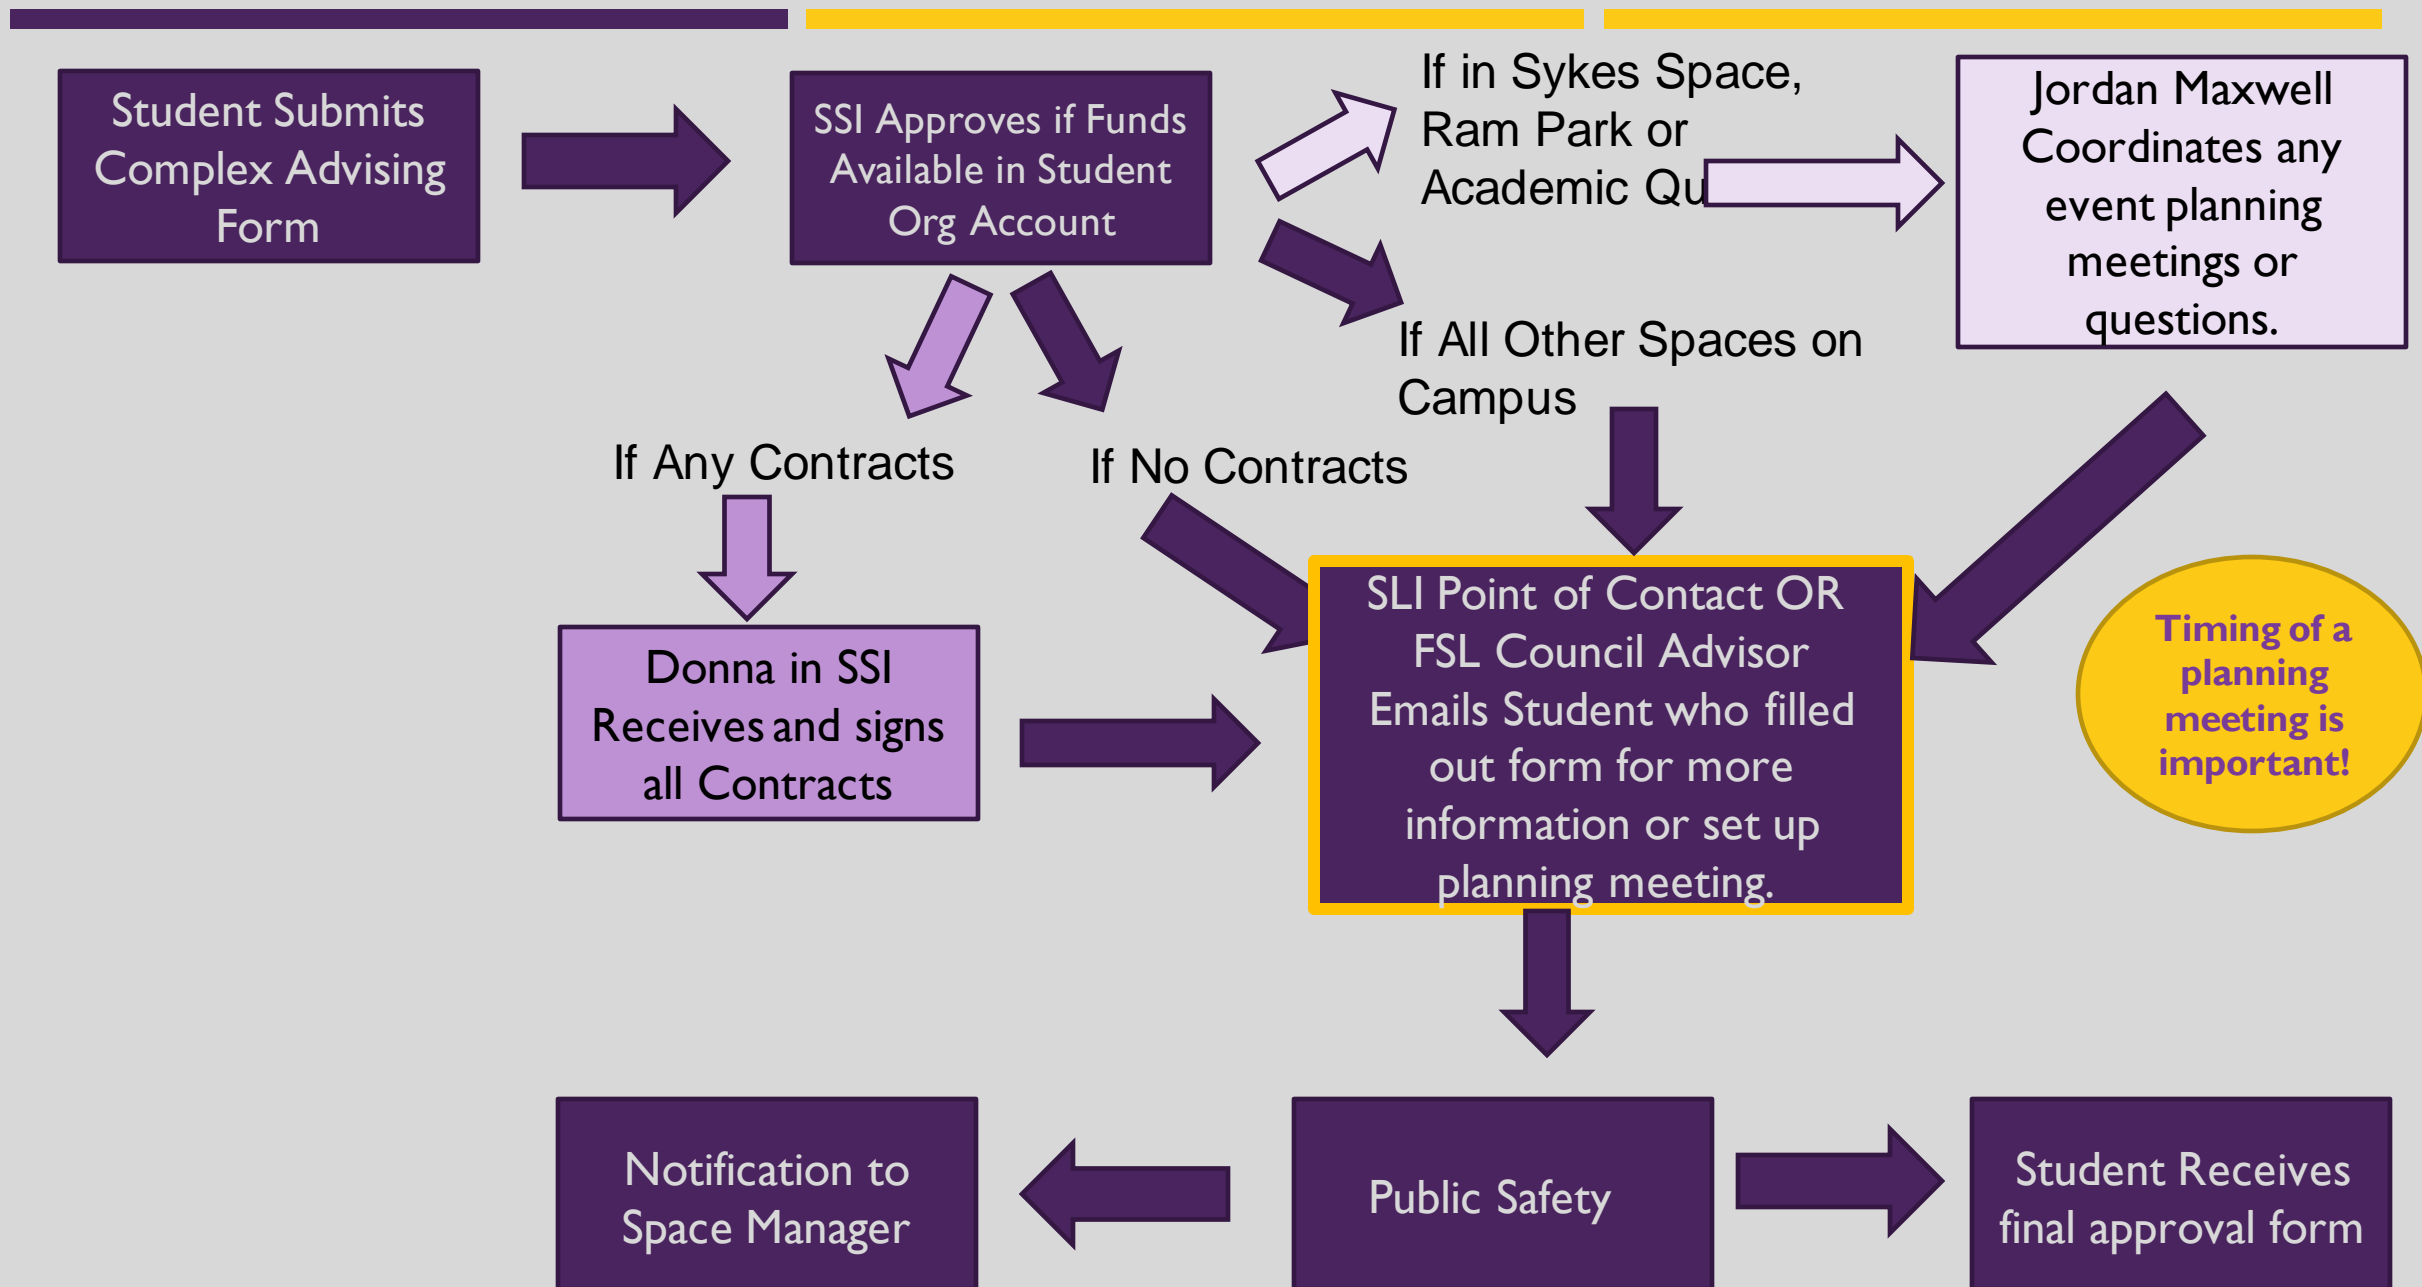 Student Submits
Complex Advising
Form
SSI Approves if Funds
Available in Student
Org Account
If in Sykes Space,
Ram Park or
Academic Qu
Jordan Maxwell
Coordinates any
event planning
meetings or
questions.
If All Other Spaces on
Campus
If Any Contracts
If No Contracts
Donna in SSI
Receives and signs
all Contracts
SLI Point of Contact OR
FSL Council Advisor
Emails Student who filled
out form for more
information or set up
planning meeting.
Timing of a
planning
meeting is
important!
Notification to
Space Manager
Public Safety
Student Receives
final approval form